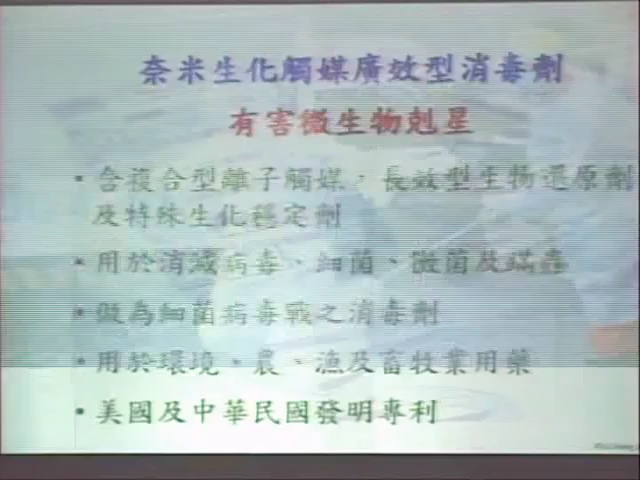 奈米生化觸媒廣效型消毒劑
有害微生物剋星
• 含複合型離子觸媒，長效型生物還原劑
及特殊生化穩定劑
• 用於消滅病毒、細菌、黴菌及蹣蟲
• 做為細菌病毒戰之消毒劑
• 用於環境、農、漁及畜牧業用藥
• 美國及中華民國發明專利